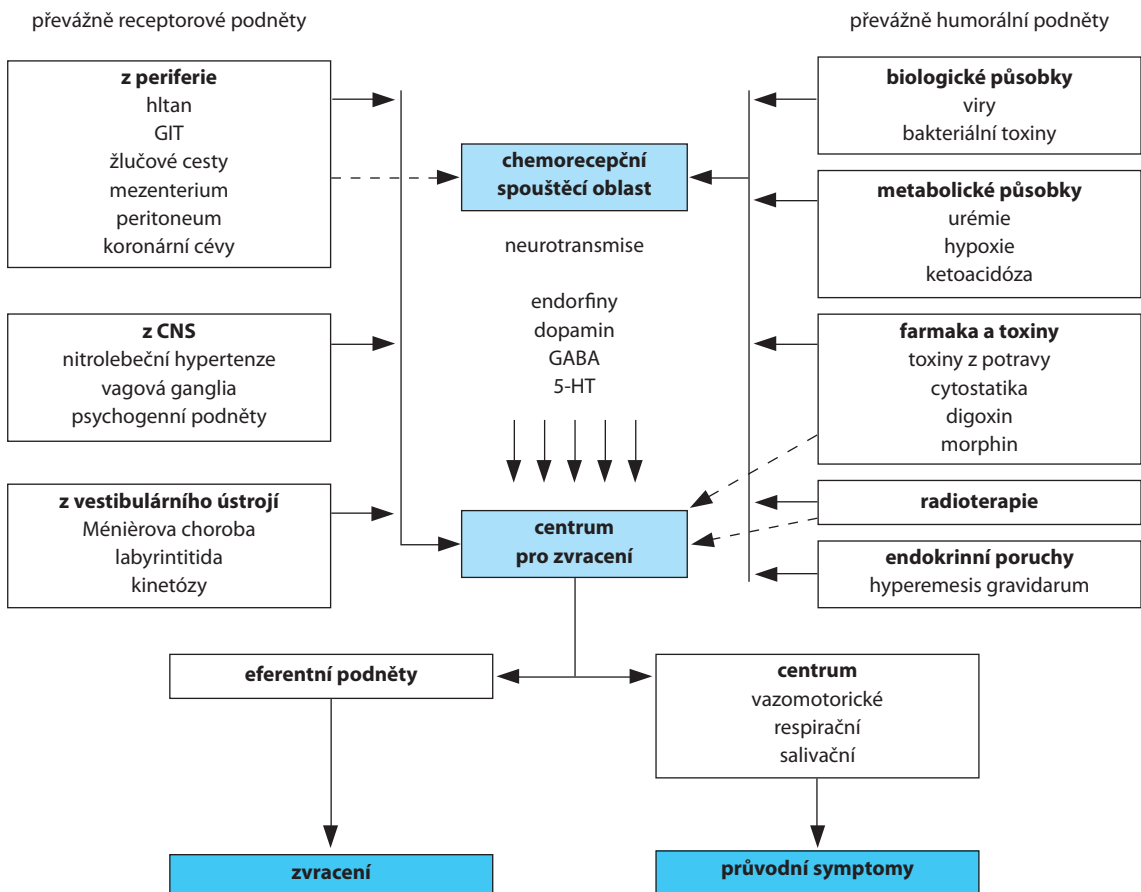 převážně receptorové podněty
převážně humorální podněty
z periferie
hltan
GIT
žlučové cesty
mezenterium
peritoneum
koronární cévy
z CNS
nitrolebeční hypertenze
vagová ganglia
psychogenní podněty
z vestibulárního ústrojí
Ménièrova choroba
labyrintitida
kinetózy
chemorecepční
spouštěcí oblast
neurotransmise
endorfiny
dopamin
GABA
5-HT
centrum
pro zvracení
biologické působky
viry
bakteriální toxiny
metabolické působky
urémie
hypoxie
ketoacidóza
farmaka a toxiny
toxiny z potravy
cytostatika
digoxin
morphin
radioterapie
endokrinní poruchy
hyperemesis gravidarum
eferentní podněty
centrum
vazomotorické
respirační
salivační
zvracení
průvodní symptomy